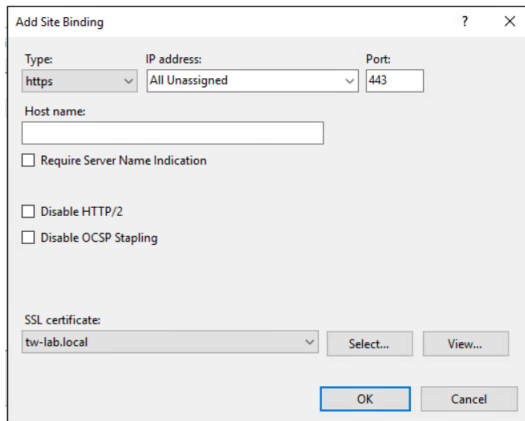 Add Site Binding ? ×
Type: IP address: Port:
https All Unassigned 443
Host name:
Require Server Name Indication
Disable HTTP/2
Disable OCSP Stapling
SSL certificate:
tw-lab.local Select... View...
OK Cancel